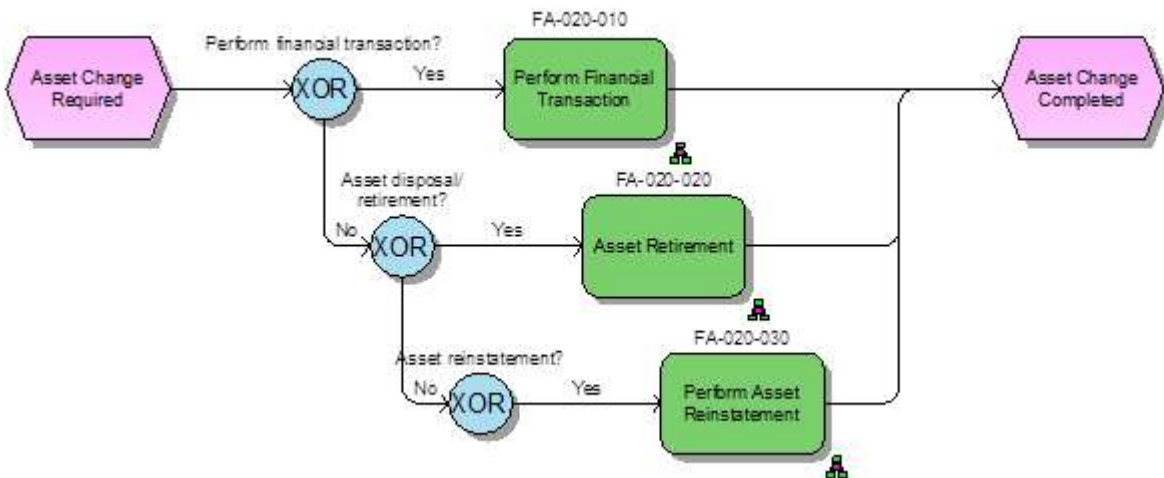 FA-020-010
Perform financial transaction?
Asset Change
Required
XOR
Yes
Perform Financial
Transaction
Asset Change
Completed
Asset disposal/
retirement?
FA-020-020
No
XOR
Yes
Asset Retirement
FA-020-030
Asset reinstatement?
No
XOR
Yes
Perform Asset
Reinstatement